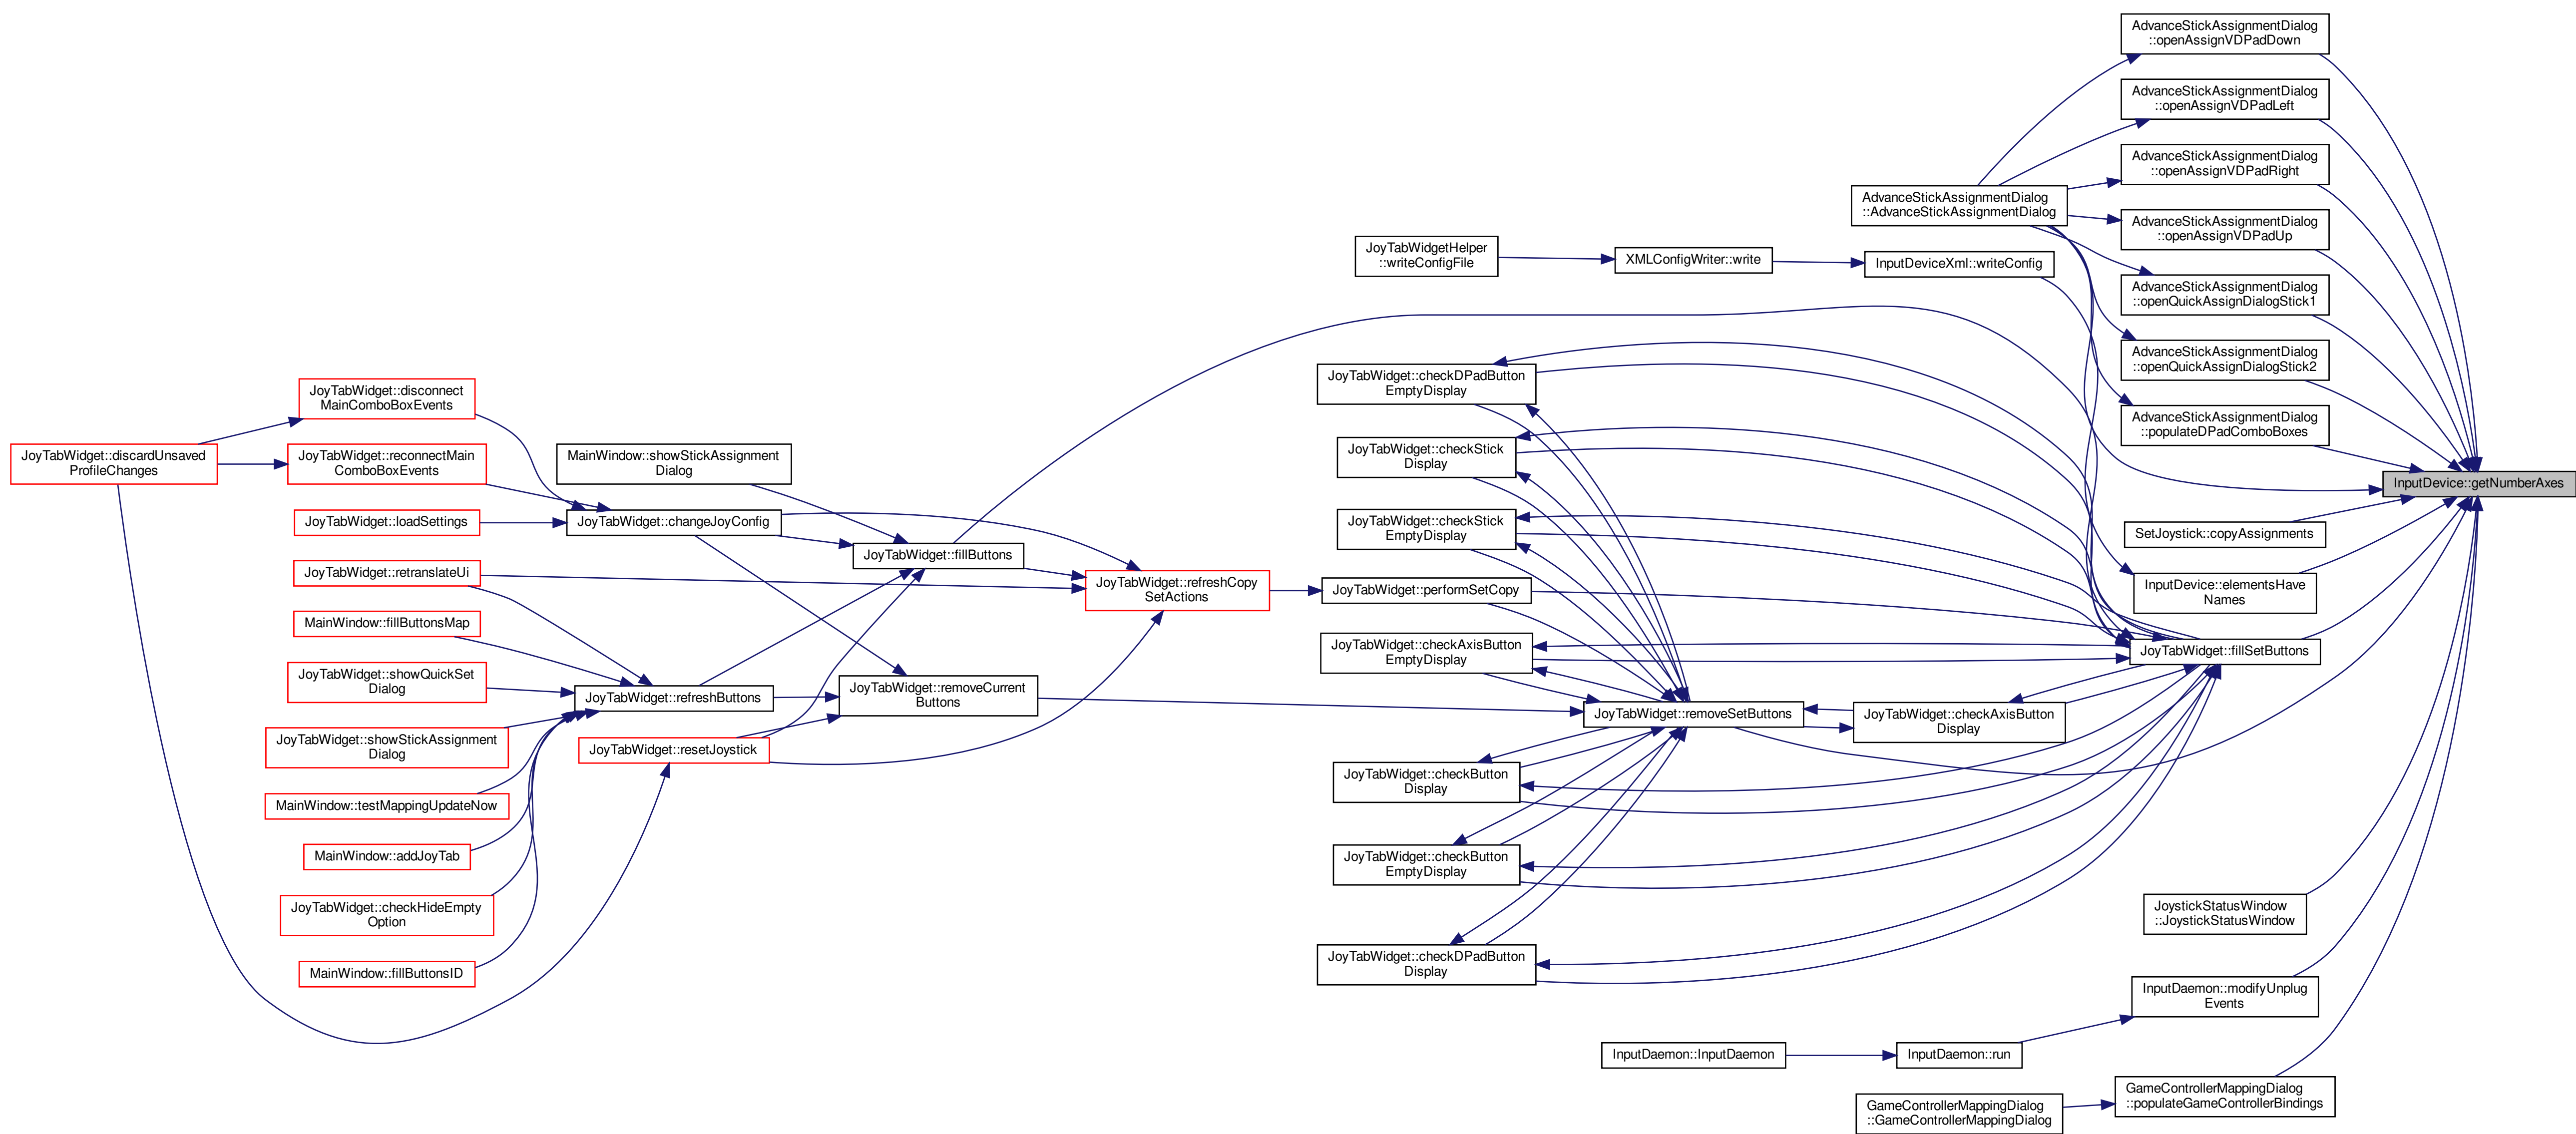 AdvanceStickAssignmentDialog
::openAssignVDPadDown
AdvanceStickAssignmentDialog
::openAssignVDPadLeft
AdvanceStickAssignmentDialog
::openAssignVDPadRight
AdvanceStickAssignmentDialog
::AdvanceStickAssignmentDialog
AdvanceStickAssignmentDialog
::openAssignVDPadUp
JoyTabWidgetHelper
::writeConfigFile
XMLConfigWriter::write
InputDeviceXml::writeConfig
AdvanceStickAssignmentDialog
::openQuickAssignDialogStick1
AdvanceStickAssignmentDialog
::openQuickAssignDialogStick2
JoyTabWidget::checkDPadButton
EmptyDisplay
JoyTabWidget::disconnect
MainComboBoxEvents
AdvanceStickAssignmentDialog
::populateDPadComboBoxes
JoyTabWidget::discardUnsaved
ProfileChanges
JoyTabWidget::reconnectMain
ComboBoxEvents
MainWindow::showStickAssignment
Dialog
JoyTabWidget::checkStick
Display
InputDevice::getNumberAxes
JoyTabWidget::loadSettings
JoyTabWidget::changeJoyConfig
JoyTabWidget::checkStick
EmptyDisplay
SetJoystick::copyAssignments
JoyTabWidget::fillButtons
JoyTabWidget::retranslateUi
JoyTabWidget::refreshCopy
SetActions
JoyTabWidget::performSetCopy
InputDevice::elementsHave
Names
MainWindow::fillButtonsMap
JoyTabWidget::checkAxisButton
EmptyDisplay
JoyTabWidget::fillSetButtons
JoyTabWidget::showQuickSet
Dialog
JoyTabWidget::refreshButtons
JoyTabWidget::removeCurrent
Buttons
JoyTabWidget::removeSetButtons
JoyTabWidget::checkAxisButton
Display
JoyTabWidget::showStickAssignment
Dialog
JoyTabWidget::resetJoystick
JoyTabWidget::checkButton
Display
MainWindow::testMappingUpdateNow
MainWindow::addJoyTab
JoyTabWidget::checkButton
EmptyDisplay
JoyTabWidget::checkHideEmpty
Option
JoystickStatusWindow
::JoystickStatusWindow
MainWindow::fillButtonsID
JoyTabWidget::checkDPadButton
Display
InputDaemon::modifyUnplug
Events
InputDaemon::InputDaemon
InputDaemon::run
GameControllerMappingDialog
::populateGameControllerBindings
GameControllerMappingDialog
::GameControllerMappingDialog